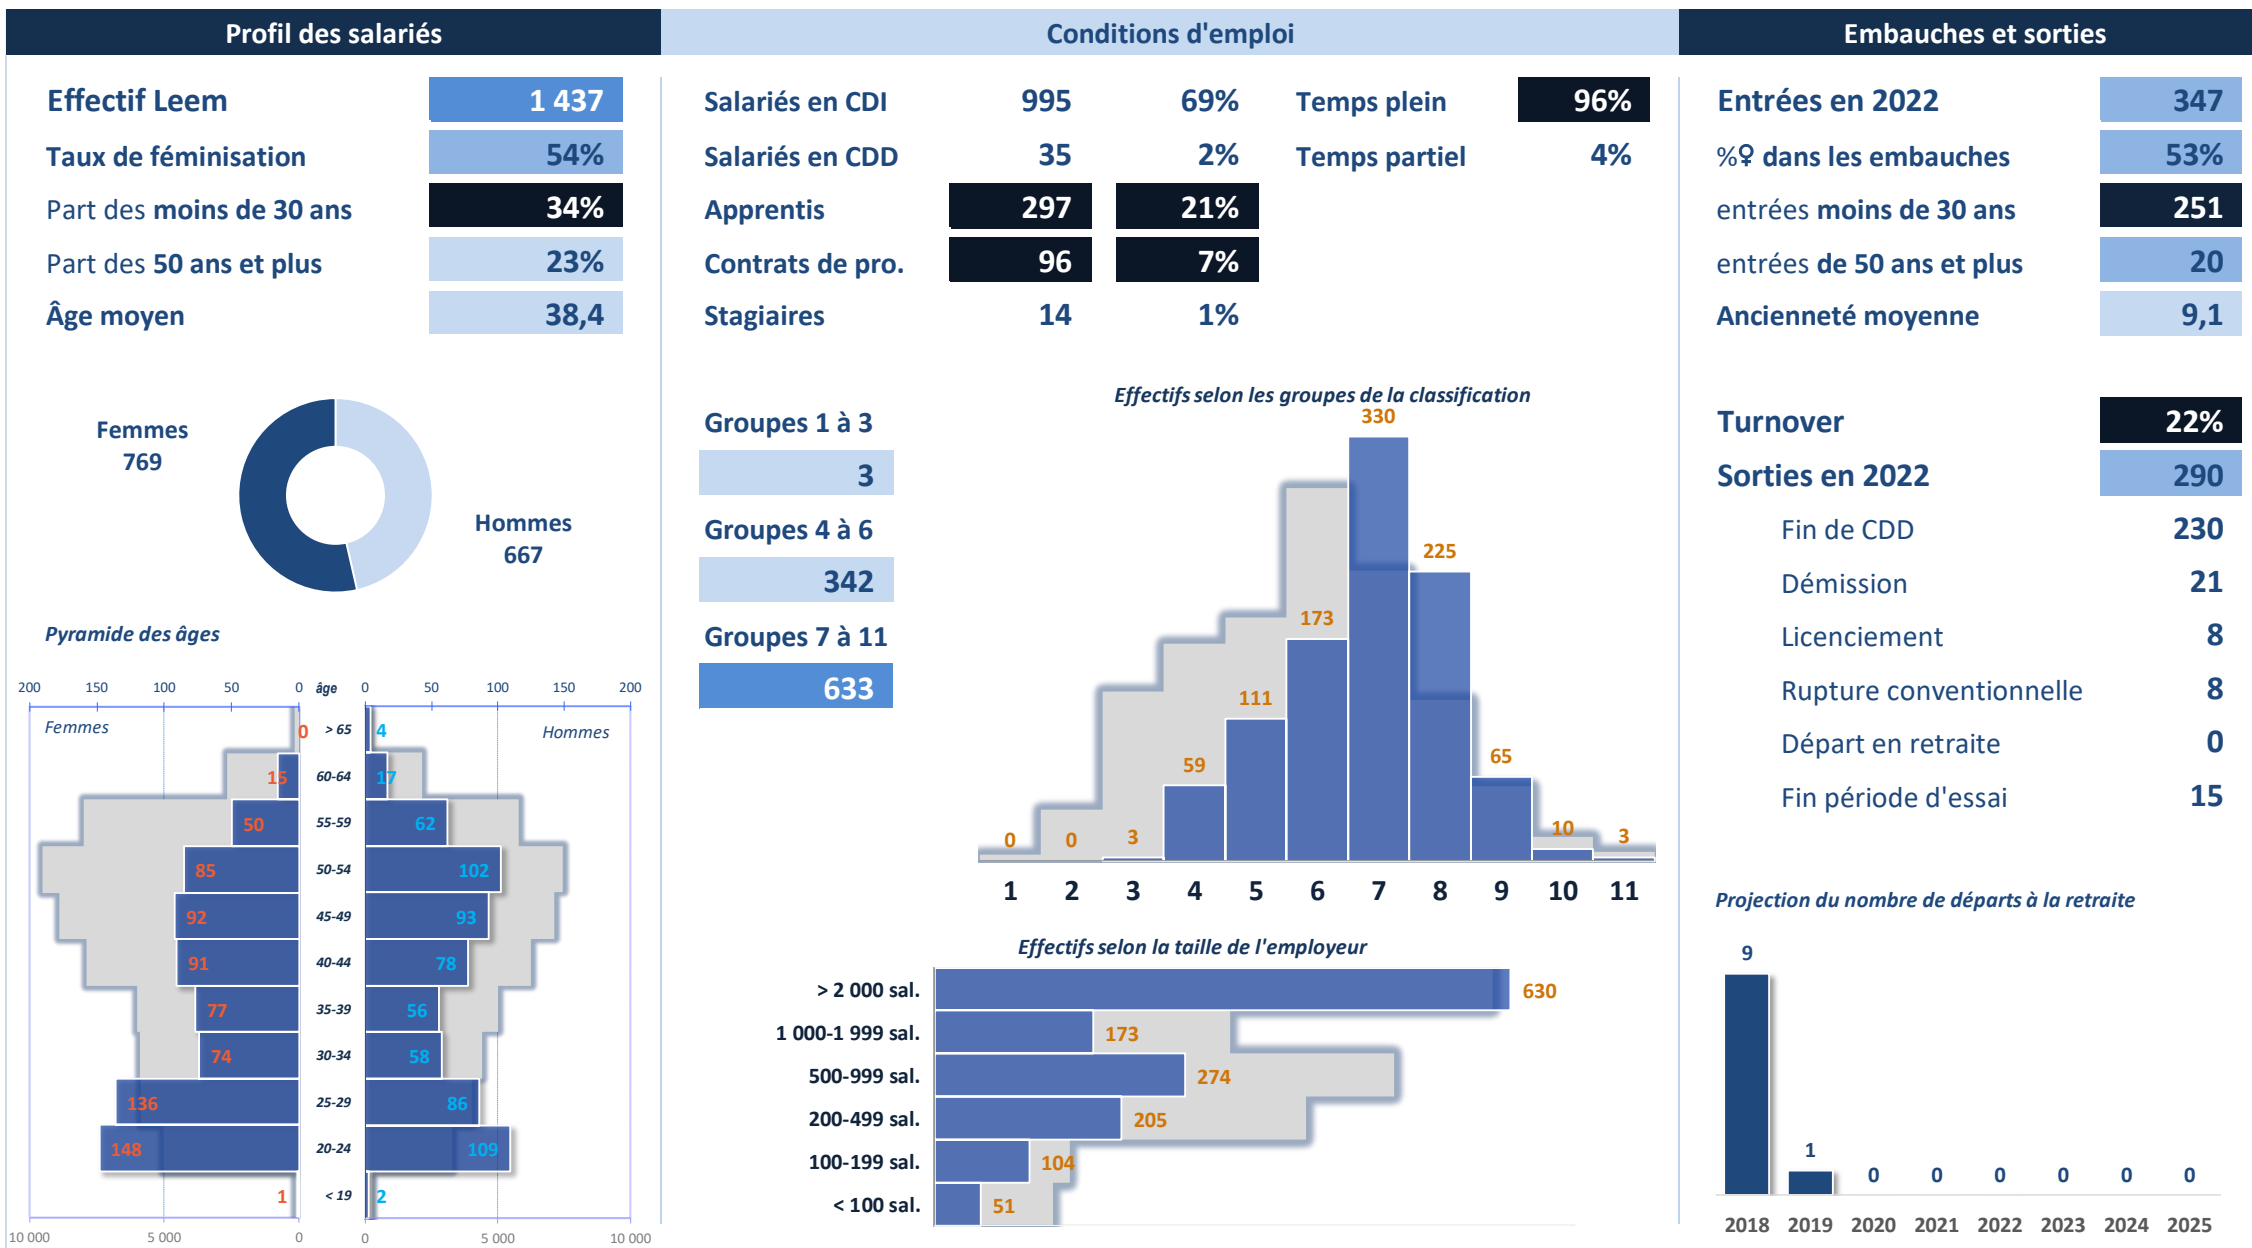 Profil des salariés
Effectif Leem 1 437
Taux de féminisation 54%
Part des moins de 30 ans 34%
Part des 50 ans et plus 23%
Âge moyen 38,4
Femmes
769
Hommes
667
Pyramide des âges
200 150 100 50 0 âge 0 50 100 150 200
Femmes Hommes
0 > 65 4
15 60-64 17
50 55-59 62
85 50-54 102
92 45-49 93
91 40-44 78
77 35-39 56
74 30-34 58
136 25-29 86
148 20-24 109
1 < 19 2
10 000 5 000 0 0 5 000 10 000
Conditions d'emploi
Salariés en CDI 995 69% Temps plein 96%
Salariés en CDD 35 2% Temps partiel 4%
Apprentis 297 21%
Contrats de pro. 96 7%
Stagiaires 14 1%
Groupes 1 à 3
3
Groupes 4 à 6
342
Groupes 7 à 11
633
Effectifs selon les groupes de la classification
0 0 3 59 111 173 330 225 65 10 3
1 2 3 4 5 6 7 8 9 10 11
Effectifs selon la taille de l'employeur
> 2 000 sal. 630
1 000-1 999 sal. 173
500-999 sal. 274
200-499 sal. 205
100-199 sal. 104
< 100 sal. 51
Embauches et sorties
Entrées en 2022 347
%♀ dans les embauches 53%
entrées moins de 30 ans 251
entrées de 50 ans et plus 20
Ancienneté moyenne 9,1
Turnover 22%
Sorties en 2022 290
Fin de CDD 230
Démission 21
Licenciement 8
Rupture conventionnelle 8
Départ en retraite 0
Fin période d'essai 15
Projection du nombre de départs à la retraite
9 1 0 0 0 0 0 0
2018 2019 2020 2021 2022 2023 2024 2025